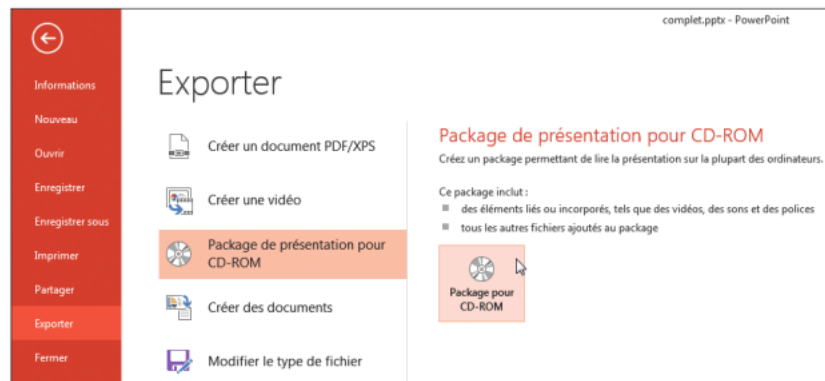 complet.pptx - PowerPoint
Informations
Nouveau
Ouvrir
Enregistrer
Enregistrer sous
Imprimer
Partager
Exporter
Fermer
Exporter
Créer un document PDF/XPS
Créer une vidéo
Package de présentation pour
CD-ROM
Créer des documents
Modifier le type de fichier
Package de présentation pour CD-ROM
Créez un package permettant de lire la présentation sur la plupart des ordinateurs.
Ce package inclut :
des éléments liés ou incorporés, tels que des vidéos, des sons et des polices
tous les autres fichiers ajoutés au package
Package pour
CD-ROM